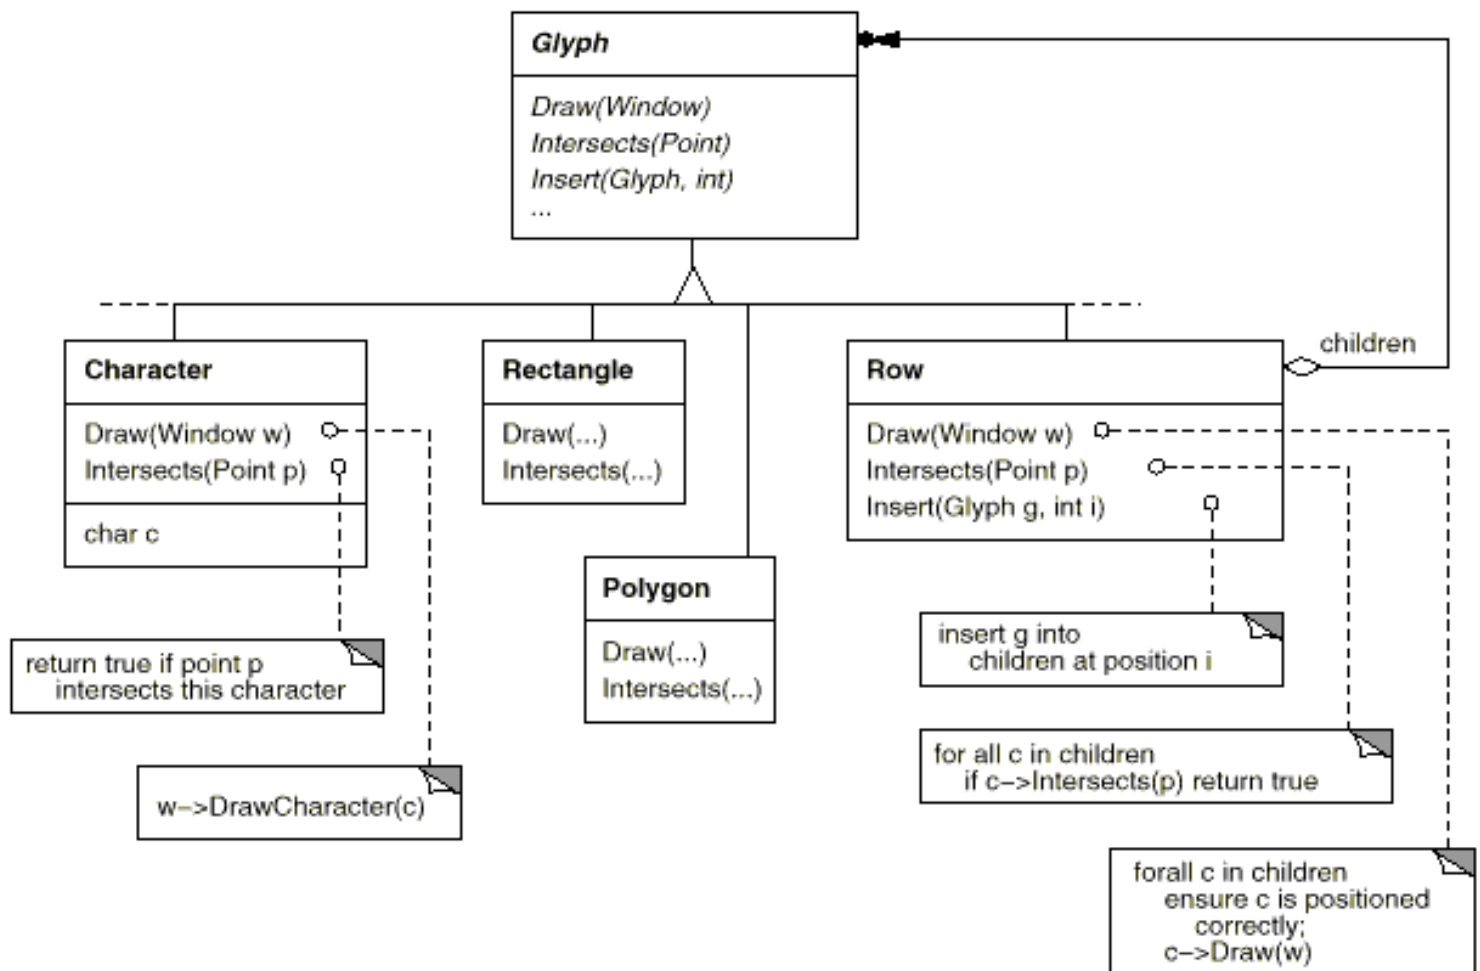 Glyph
Draw(Window)
Intersects(Point)
Insert(Glyph, int)
...
children
Character
Draw(Window w)
Intersects(Point p)
char c
Rectangle
Draw(...)
Intersects(...)
Polygon
Draw(...)
Intersects(...)
Row
Draw(Window w)
Intersects(Point p)
Insert(Glyph g, int i)
return true if point p
intersects this character
w->DrawCharacter(c)
insert g into
children at position i
for all c in children
if c->Intersects(p) return true
forall c in children
ensure c is positioned
correctly;
c->Draw(w)